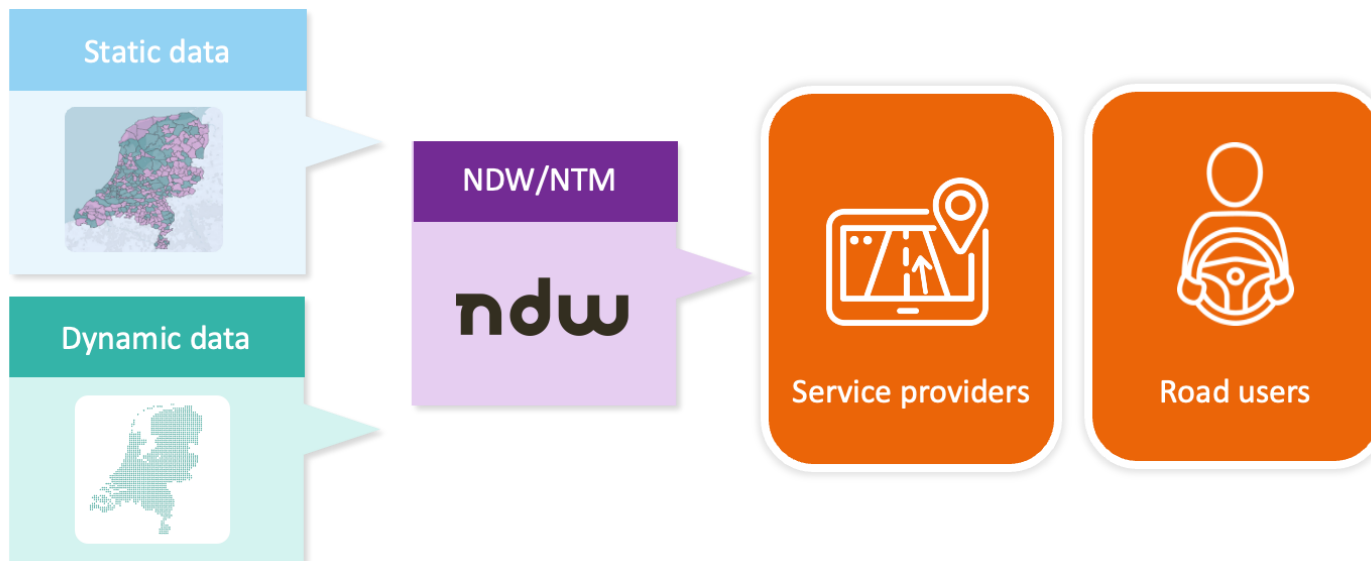 Static data
Dynamic data
NDW/NTM
ndw
Service providers
Road users